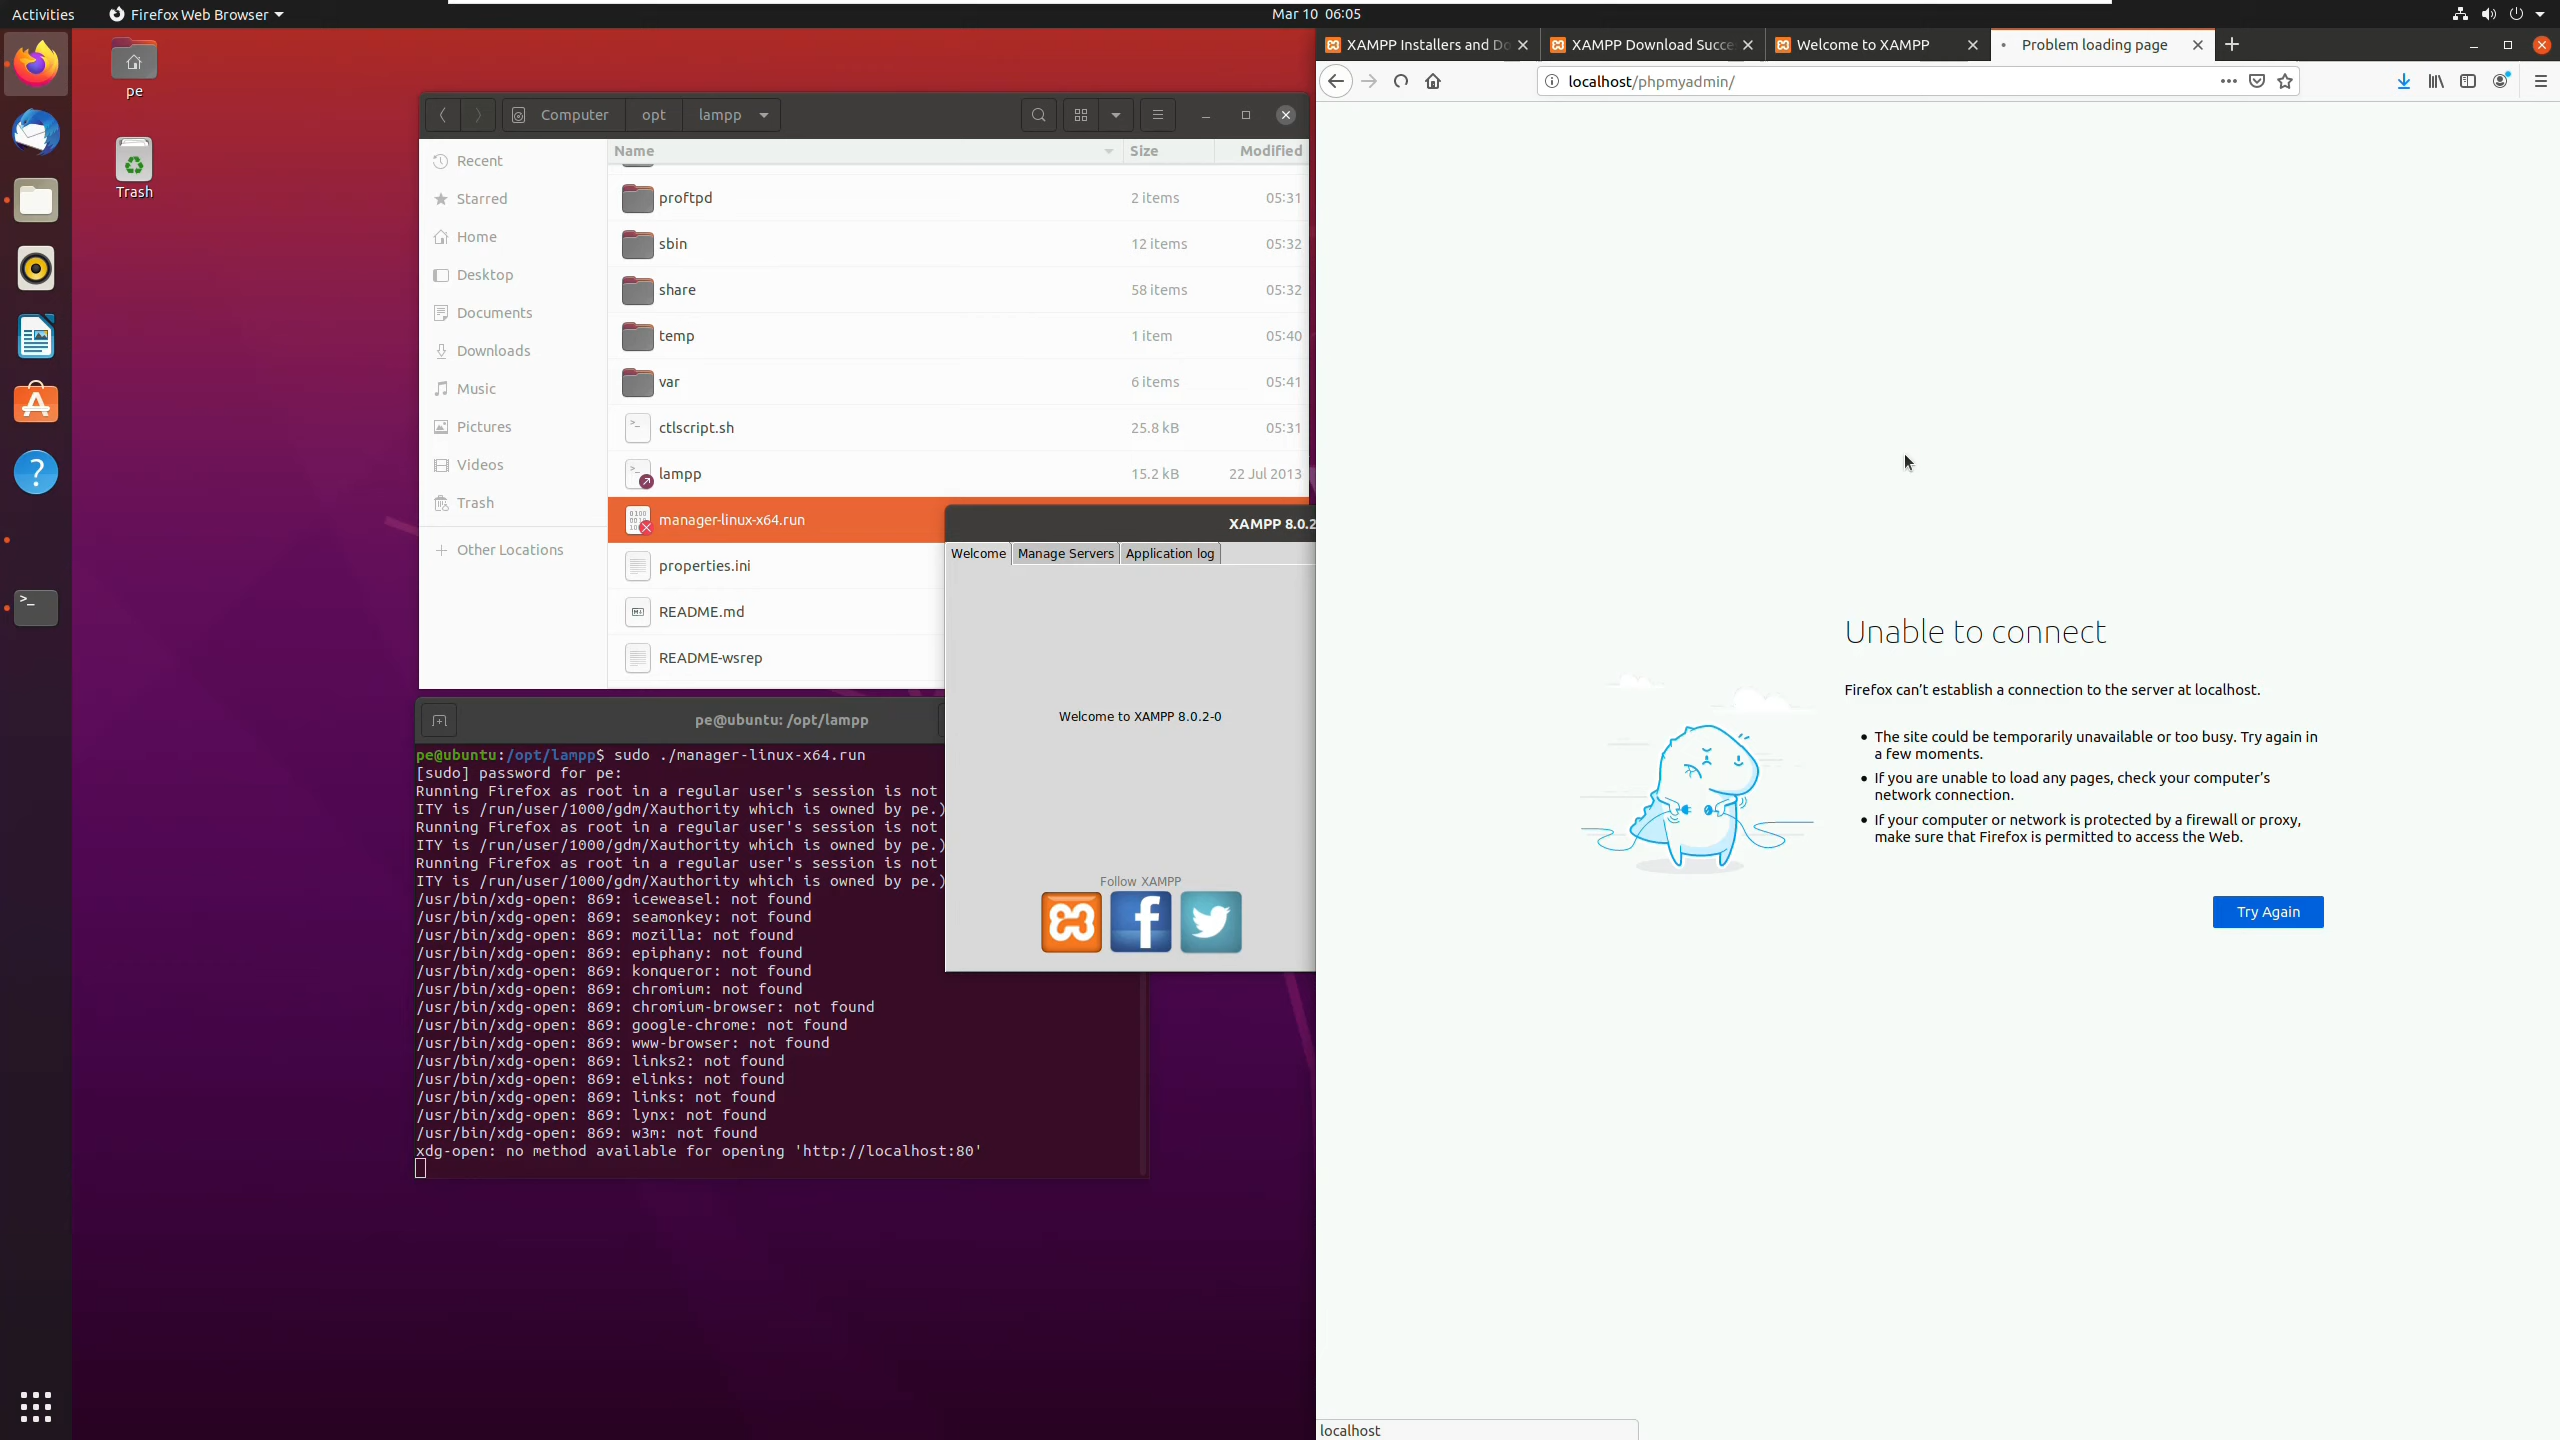 Activities
Firefox Web Browser
Mar 10 06:05
pe
Trash
Computer
opt
lampp
Recent
Starred
Home
Desktop
Documents
Downloads
Music
Pictures
Videos
Trash
Other Locations
Name Size Modified
proftpd 2 items 05:31
sbin 12 items 05:32
share 58 items 05:32
temp 1 item 05:40
var 6 items 05:41
ctlscript.sh 25.8 kB 05:31
lampp 15.2 kB 22 Jul 2013
manager-linux-x64.run
properties.ini
README.md
README-wsrep
XAMPP 8.0.2
Welcome
Manage Servers
Application log
Welcome to XAMPP 8.0.2-0
Follow XAMPP
pe@ubuntu: /opt/lampp
pe@ubuntu:/opt/lampp$ sudo ./manager-linux-x64.run
[sudo] password for pe:
Running Firefox as root in a regular user's session is not
ITY is /run/user/1000/gdm/Xauthority which is owned by pe.)
Running Firefox as root in a regular user's session is not
ITY is /run/user/1000/gdm/Xauthority which is owned by pe.)
Running Firefox as root in a regular user's session is not
ITY is /run/user/1000/gdm/Xauthority which is owned by pe.)
/usr/bin/xdg-open: 869: iceweasel: not found
/usr/bin/xdg-open: 869: seamonkey: not found
/usr/bin/xdg-open: 869: mozilla: not found
/usr/bin/xdg-open: 869: epiphany: not found
/usr/bin/xdg-open: 869: konqueror: not found
/usr/bin/xdg-open: 869: chromium: not found
/usr/bin/xdg-open: 869: chromium-browser: not found
/usr/bin/xdg-open: 869: google-chrome: not found
/usr/bin/xdg-open: 869: www-browser: not found
/usr/bin/xdg-open: 869: links2: not found
/usr/bin/xdg-open: 869: elinks: not found
/usr/bin/xdg-open: 869: links: not found
/usr/bin/xdg-open: 869: lynx: not found
/usr/bin/xdg-open: 869: w3m: not found
xdg-open: no method available for opening 'http://localhost:80'
XAMPP Installers and Do
XAMPP Download Succe
Welcome to XAMPP
Problem loading page
localhost/phpmyadmin/
Unable to connect
Firefox can’t establish a connection to the server at localhost.
• The site could be temporarily unavailable or too busy. Try again in
a few moments.
• If you are unable to load any pages, check your computer’s
network connection.
• If your computer or network is protected by a firewall or proxy,
make sure that Firefox is permitted to access the Web.
Try Again
localhost